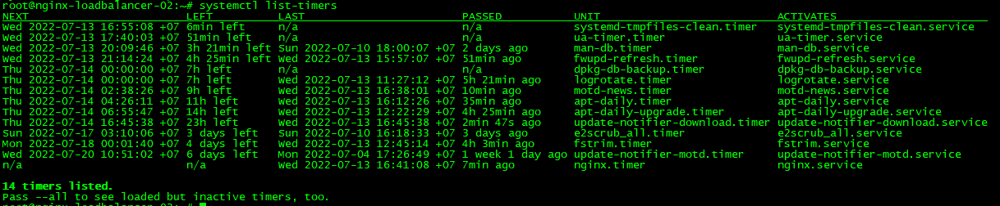 root@nginx-loadbalancer-02:~# systemctl list-timers
NEXT LEFT LAST PASSED UNIT ACTIVATES
Wed 2022-07-13 16:55:08 +07 6min left n/a n/a systemd-tmpfiles-clean.timer systemd-tmpfiles-clean.service
Wed 2022-07-13 17:40:03 +07 51min left n/a n/a ua-timer.timer ua-timer.service
Wed 2022-07-13 20:09:46 +07 3h 21min left Sun 2022-07-10 18:00:07 +07 2 days ago man-db.timer man-db.service
Wed 2022-07-13 21:14:24 +07 4h 25min left Wed 2022-07-13 15:57:07 +07 51min ago fwupd-refresh.timer fwupd-refresh.service
Thu 2022-07-14 00:00:00 +07 7h left n/a n/a dpkg-db-backup.timer dpkg-db-backup.service
Thu 2022-07-14 00:00:00 +07 7h left Wed 2022-07-13 11:27:12 +07 5h 21min ago logrotate.timer logrotate.service
Thu 2022-07-14 02:38:26 +07 9h left Wed 2022-07-13 16:38:01 +07 10min ago motd-news.timer motd-news.service
Thu 2022-07-14 04:26:11 +07 11h left Wed 2022-07-13 16:12:26 +07 35min ago apt-daily.timer apt-daily.service
Thu 2022-07-14 06:55:47 +07 14h left Wed 2022-07-13 12:22:29 +07 4h 25min ago apt-daily-upgrade.timer apt-daily-upgrade.service
Thu 2022-07-14 16:45:38 +07 23h left Wed 2022-07-13 16:45:38 +07 2min 47s ago update-notifier-download.timer update-notifier-download.service
Sun 2022-07-17 03:10:06 +07 3 days left Sun 2022-07-10 16:18:33 +07 3 days ago e2scrub_all.timer e2scrub_all.service
Mon 2022-07-18 00:01:40 +07 4 days left Wed 2022-07-13 12:45:14 +07 4h 3min ago fstrim.timer fstrim.service
Wed 2022-07-20 10:51:02 +07 6 days left Mon 2022-07-04 17:26:49 +07 1 week 1 day ago update-notifier-motd.timer update-notifier-motd.service
n/a n/a Wed 2022-07-13 16:41:08 +07 7min ago nginx.timer nginx.service
14 timers listed.
Pass --all to see loaded but inactive timers, too.
root@nginx-loadbalancer-02:~#